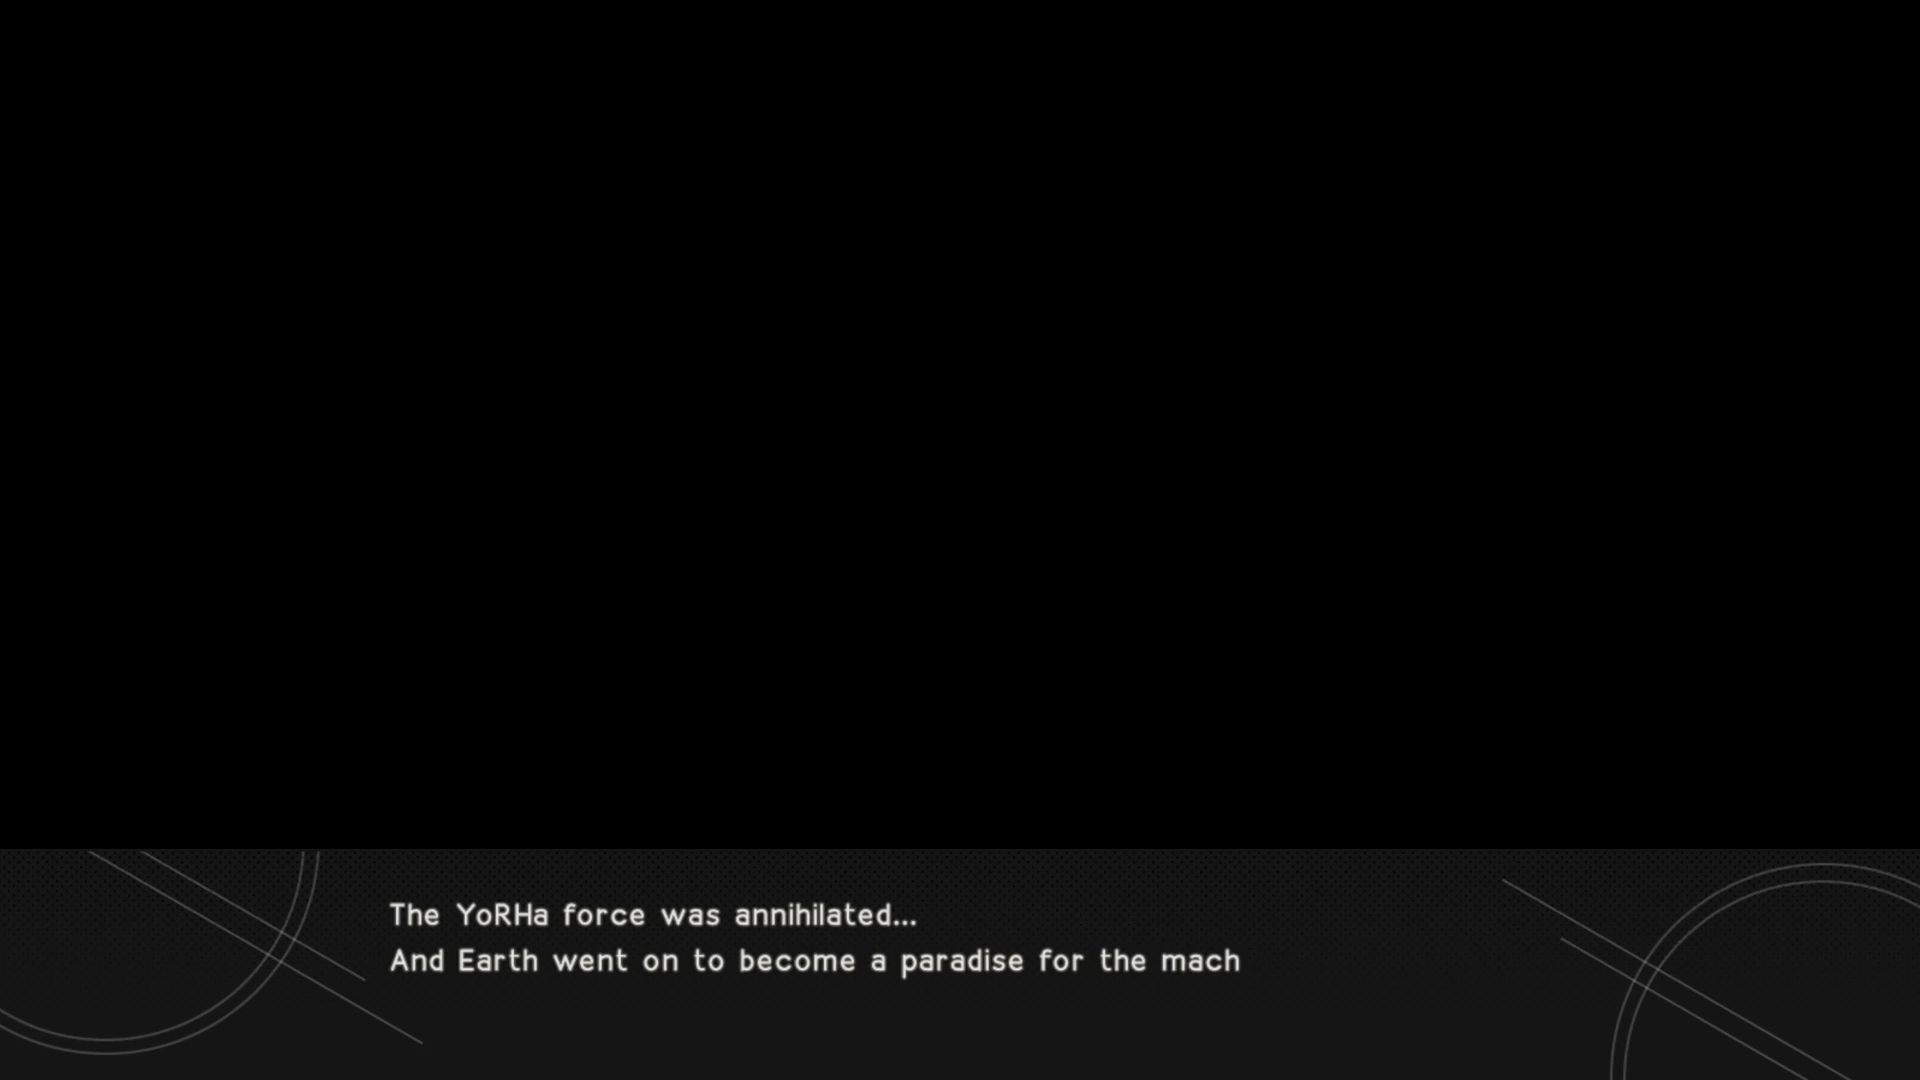 The YoRHa force was annihilated...
And Earth went on to become a paradise for the mach